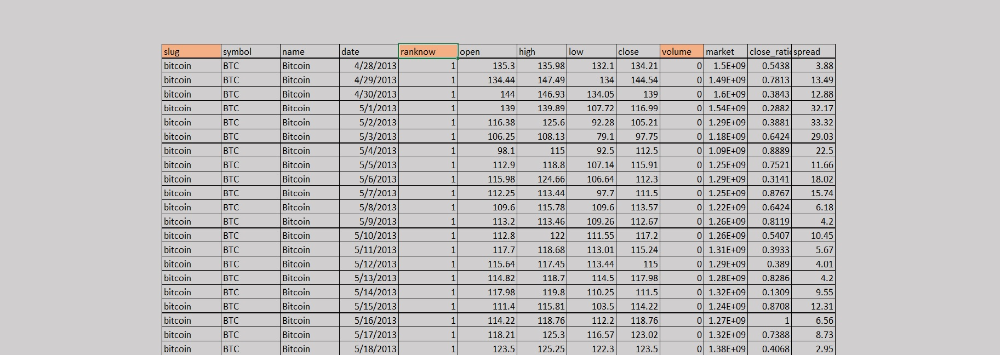 slug symbol name date ranknow open high low close volume market close_ratio spread
bitcoin BTC Bitcoin 4/28/2013 1 135.3 135.98 132.1 134.21 0 1.5E+09 0.5438 3.88
bitcoin BTC Bitcoin 4/29/2013 1 134.44 147.49 134 144.54 0 1.49E+09 0.7813 13.49
bitcoin BTC Bitcoin 4/30/2013 1 144 146.93 134.05 139 0 1.6E+09 0.3843 12.88
bitcoin BTC Bitcoin 5/1/2013 1 139 139.89 107.72 116.99 0 1.54E+09 0.2882 32.17
bitcoin BTC Bitcoin 5/2/2013 1 116.38 125.6 92.28 105.21 0 1.29E+09 0.3881 33.32
bitcoin BTC Bitcoin 5/3/2013 1 106.25 108.13 79.1 97.75 0 1.18E+09 0.6424 29.03
bitcoin BTC Bitcoin 5/4/2013 1 98.1 115 92.5 112.5 0 1.09E+09 0.8889 22.5
bitcoin BTC Bitcoin 5/5/2013 1 112.9 118.8 107.14 115.91 0 1.25E+09 0.7521 11.66
bitcoin BTC Bitcoin 5/6/2013 1 115.98 124.66 106.64 112.3 0 1.29E+09 0.3141 18.02
bitcoin BTC Bitcoin 5/7/2013 1 112.25 113.44 97.7 111.5 0 1.25E+09 0.8767 15.74
bitcoin BTC Bitcoin 5/8/2013 1 109.6 115.78 109.6 113.57 0 1.22E+09 0.6424 6.18
bitcoin BTC Bitcoin 5/9/2013 1 113.2 113.46 109.26 112.67 0 1.26E+09 0.8119 4.2
bitcoin BTC Bitcoin 5/10/2013 1 112.8 122 111.55 117.2 0 1.26E+09 0.5407 10.45
bitcoin BTC Bitcoin 5/11/2013 1 117.7 118.68 113.01 115.24 0 1.31E+09 0.3933 5.67
bitcoin BTC Bitcoin 5/12/2013 1 115.64 117.45 113.44 115 0 1.29E+09 0.389 4.01
bitcoin BTC Bitcoin 5/13/2013 1 114.82 118.7 114.5 117.98 0 1.28E+09 0.8286 4.2
bitcoin BTC Bitcoin 5/14/2013 1 117.98 119.8 110.25 111.5 0 1.32E+09 0.1309 9.55
bitcoin BTC Bitcoin 5/15/2013 1 111.4 115.81 103.5 114.22 0 1.24E+09 0.8708 12.31
bitcoin BTC Bitcoin 5/16/2013 1 114.22 118.76 112.2 118.76 0 1.27E+09 1 6.56
bitcoin BTC Bitcoin 5/17/2013 1 118.21 125.3 116.57 123.02 0 1.32E+09 0.7388 8.73
bitcoin BTC Bitcoin 5/18/2013 1 123.5 125.25 122.3 123.5 0 1.38E+09 0.4068 2.95